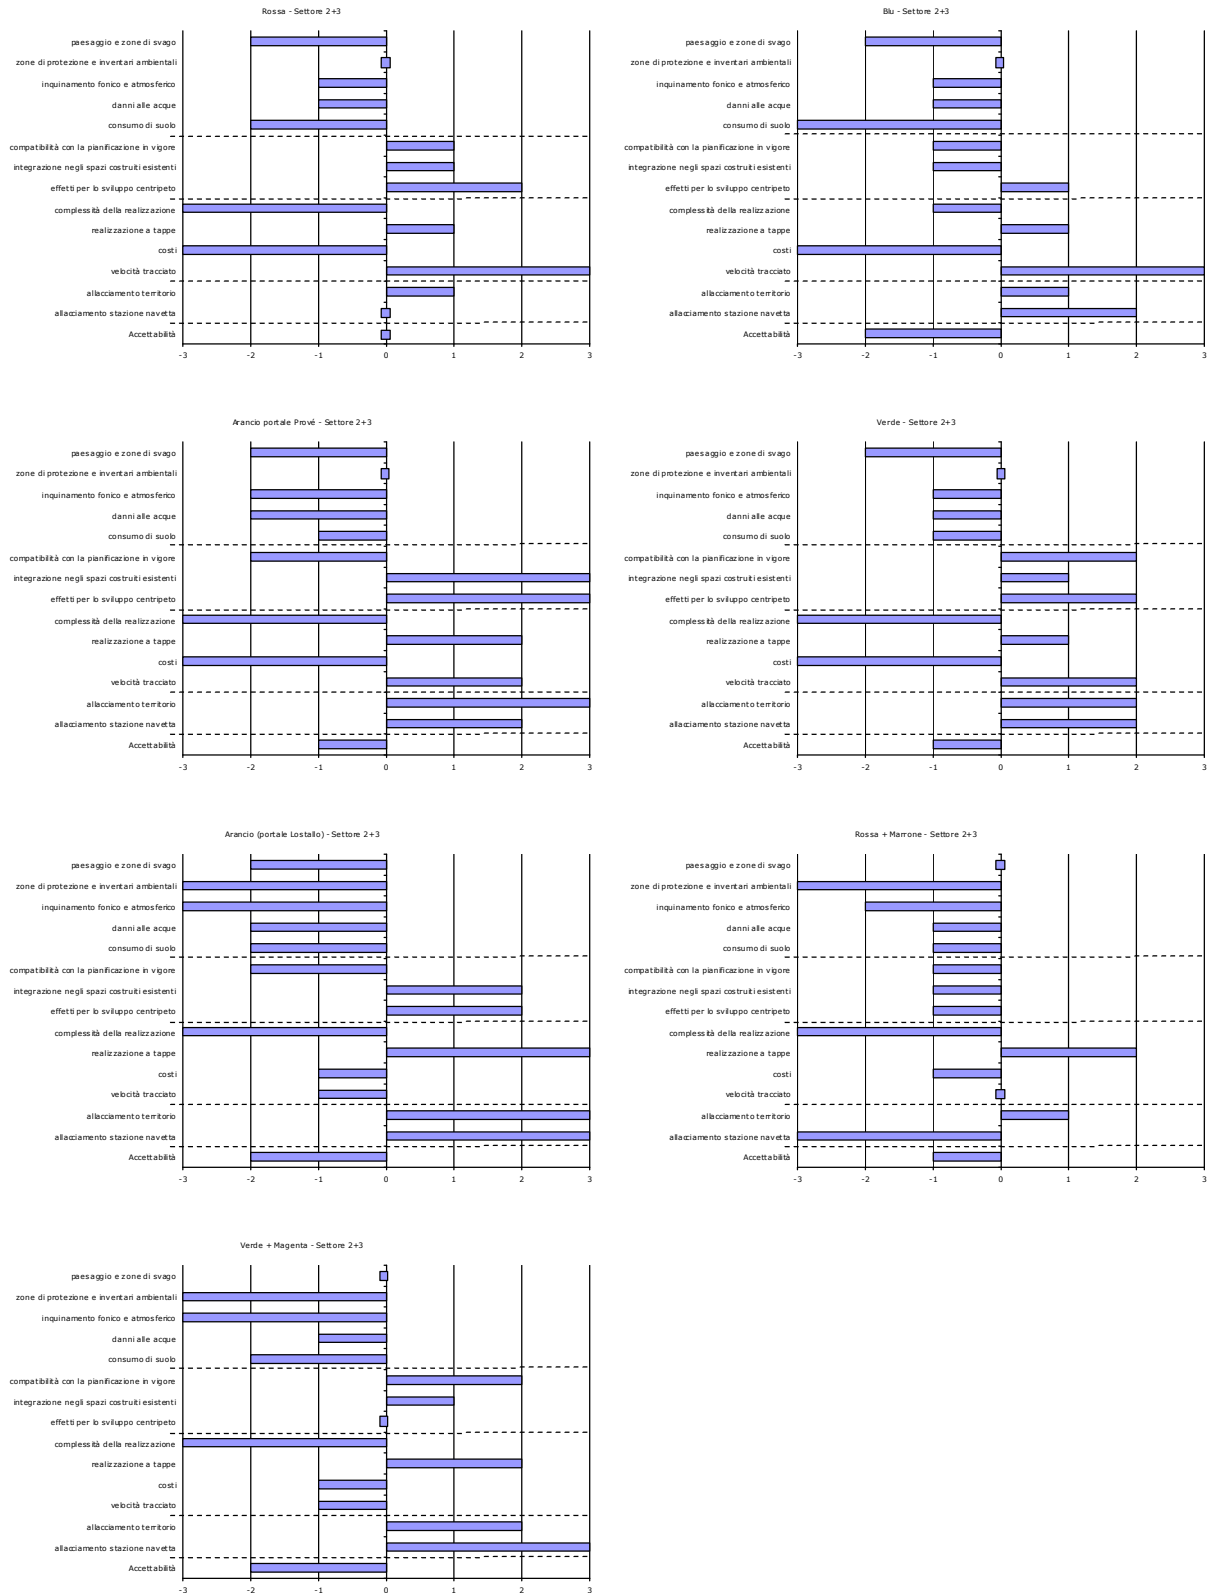 Rossa - Settore 2+3
paesaggio e zone di svago
zone di protezione e inventari ambientali
inquinamento fonico e atmosferico
danni alle acque
consumo di suolo
compatibilità con la pianificazione in vigore
integrazione negli spazi costruiti esistenti
effetti per lo sviluppo centripeto
complessità della realizzazione
realizzazione a tappe
costi
velocità tracciato
allacciamento territorio
allacciamento stazione navetta
Accettabilità
-3 -2 -1 0 1 2 3
Blu - Settore 2+3
paesaggio e zone di svago
zone di protezione e inventari ambientali
inquinamento fonico e atmosferico
danni alle acque
consumo di suolo
compatibilità con la pianificazione in vigore
integrazione negli spazi costruiti esistenti
effetti per lo sviluppo centripeto
complessità della realizzazione
realizzazione a tappe
costi
velocità tracciato
allacciamento territorio
allacciamento stazione navetta
Accettabilità
-3 -2 -1 0 1 2 3
Arancio portale Prové - Settore 2+3
paesaggio e zone di svago
zone di protezione e inventari ambientali
inquinamento fonico e atmosferico
danni alle acque
consumo di suolo
compatibilità con la pianificazione in vigore
integrazione negli spazi costruiti esistenti
effetti per lo sviluppo centripeto
complessità della realizzazione
realizzazione a tappe
costi
velocità tracciato
allacciamento territorio
allacciamento stazione navetta
Accettabilità
-3 -2 -1 0 1 2 3
Verde - Settore 2+3
paesaggio e zone di svago
zone di protezione e inventari ambientali
inquinamento fonico e atmosferico
danni alle acque
consumo di suolo
compatibilità con la pianificazione in vigore
integrazione negli spazi costruiti esistenti
effetti per lo sviluppo centripeto
complessità della realizzazione
realizzazione a tappe
costi
velocità tracciato
allacciamento territorio
allacciamento stazione navetta
Accettabilità
-3 -2 -1 0 1 2 3
Arancio (portale Lostallo) - Settore 2+3
paesaggio e zone di svago
zone di protezione e inventari ambientali
inquinamento fonico e atmosferico
danni alle acque
consumo di suolo
compatibilità con la pianificazione in vigore
integrazione negli spazi costruiti esistenti
effetti per lo sviluppo centripeto
complessità della realizzazione
realizzazione a tappe
costi
velocità tracciato
allacciamento territorio
allacciamento stazione navetta
Accettabilità
-3 -2 -1 0 1 2 3
Rossa + Marrone - Settore 2+3
paesaggio e zone di svago
zone di protezione e inventari ambientali
inquinamento fonico e atmosferico
danni alle acque
consumo di suolo
compatibilità con la pianificazione in vigore
integrazione negli spazi costruiti esistenti
effetti per lo sviluppo centripeto
complessità della realizzazione
realizzazione a tappe
costi
velocità tracciato
allacciamento territorio
allacciamento stazione navetta
Accettabilità
-3 -2 -1 0 1 2 3
Verde + Magenta - Settore 2+3
paesaggio e zone di svago
zone di protezione e inventari ambientali
inquinamento fonico e atmosferico
danni alle acque
consumo di suolo
compatibilità con la pianificazione in vigore
integrazione negli spazi costruiti esistenti
effetti per lo sviluppo centripeto
complessità della realizzazione
realizzazione a tappe
costi
velocità tracciato
allacciamento territorio
allacciamento stazione navetta
Accettabilità
-3 -2 -1 0 1 2 3